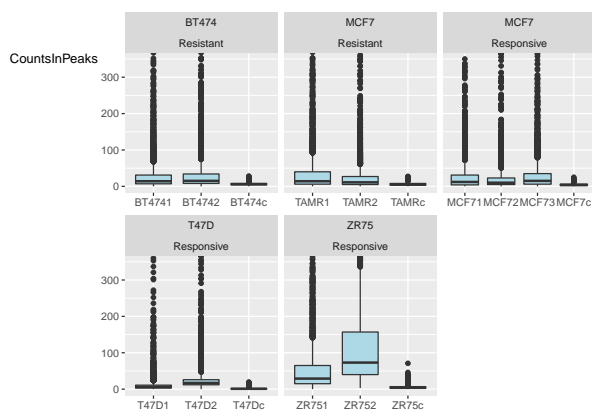 BT474
MCF7
MCF7
Resistant
Resistant
Responsive
CountsInPeaks
300
200
100
0
BT4741 BT4742 BT474c
TAMR1 TAMR2 TAMRc
MCF71 MCF72 MCF73 MCF7c
T47D
ZR75
Responsive
Responsive
300
200
100
0
T47D1 T47D2 T47Dc
ZR751 ZR752 ZR75c